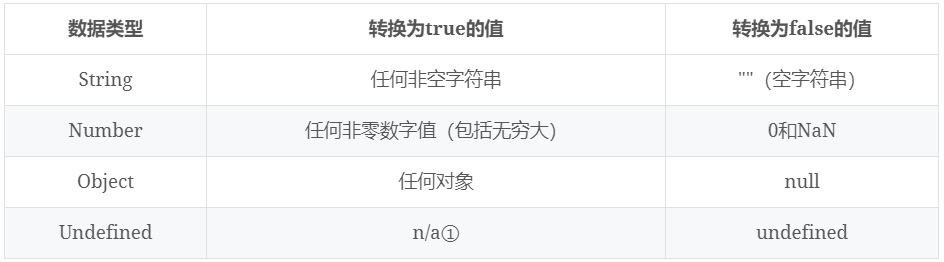 数据类型 转换为true的值 转换为false的值
String 任何非空字符串 ""（空字符串）
Number 任何非零数字值（包括无穷大） 0和NaN
Object 任何对象 null
Undefined n/a① undefined